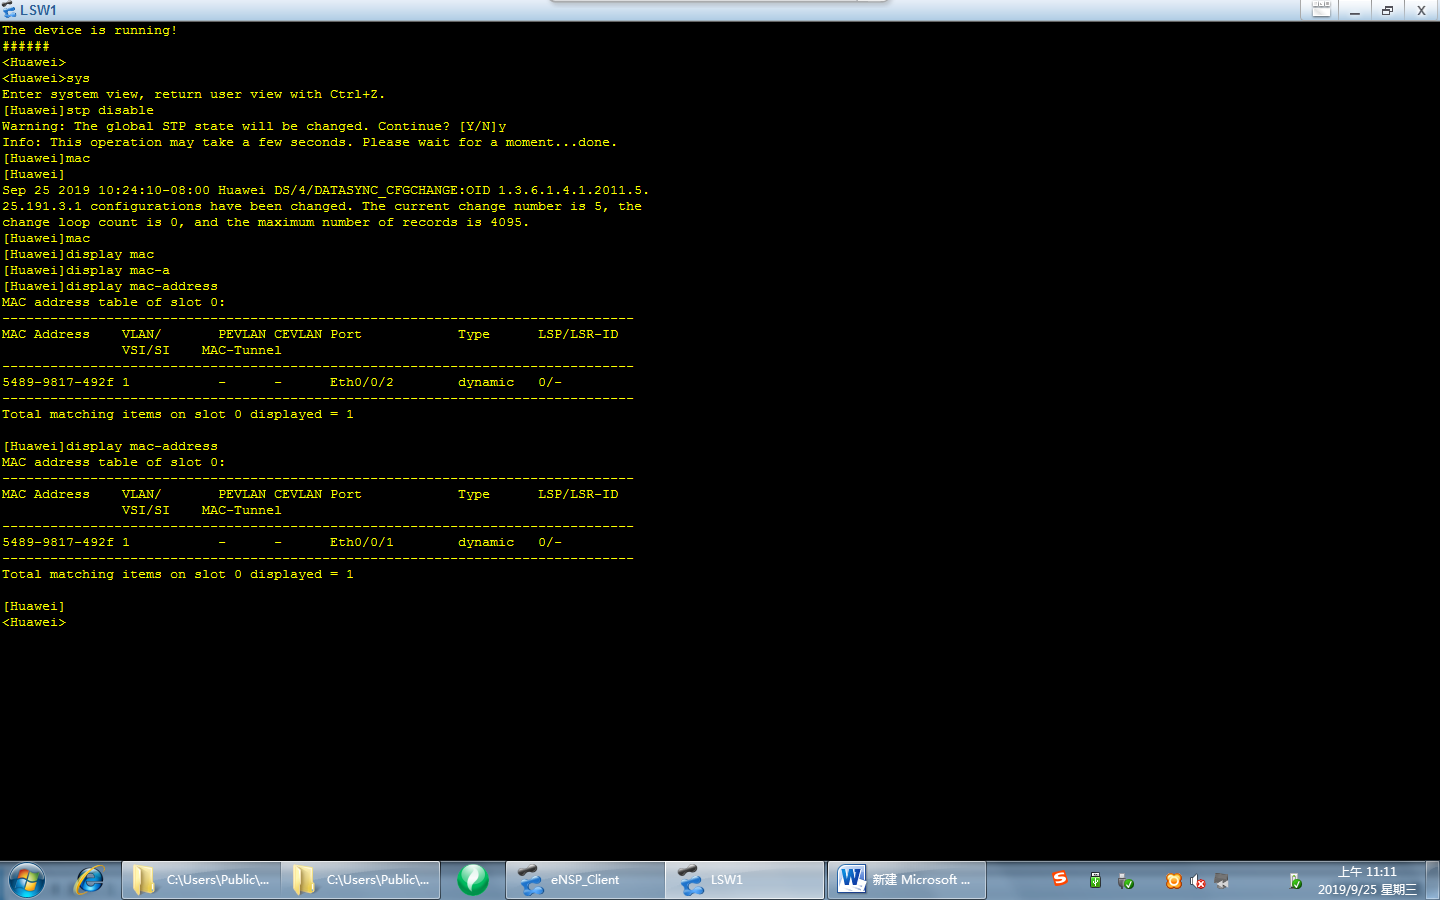 LSW1
The device is running!
######
<Huawei>
<Huawei>sys
Enter system view, return user view with Ctrl+Z.
[Huawei]stp disable
Warning: The global STP state will be changed. Continue? [Y/N]y
Info: This operation may take a few seconds. Please wait for a moment...done.
[Huawei]mac
[Huawei]
Sep 25 2019 10:24:10-08:00 Huawei DS/4/DATASYNC_CFGCHANGE:OID 1.3.6.1.4.1.2011.5.
25.191.3.1 configurations have been changed. The current change number is 5, the
change loop count is 0, and the maximum number of records is 4095.
[Huawei]mac
[Huawei]display mac
[Huawei]display mac-a
[Huawei]display mac-address
MAC address table of slot 0:
-------------------------------------------------------------------------------
MAC Address    VLAN/       PEVLAN CEVLAN Port            Type      LSP/LSR-ID
               VSI/SI    MAC-Tunnel
-------------------------------------------------------------------------------
5489-9817-492f 1           -      -      Eth0/0/2        dynamic   0/-
-------------------------------------------------------------------------------
Total matching items on slot 0 displayed = 1
[Huawei]display mac-address
MAC address table of slot 0:
-------------------------------------------------------------------------------
MAC Address    VLAN/       PEVLAN CEVLAN Port            Type      LSP/LSR-ID
               VSI/SI    MAC-Tunnel
-------------------------------------------------------------------------------
5489-9817-492f 1           -      -      Eth0/0/1        dynamic   0/-
-------------------------------------------------------------------------------
Total matching items on slot 0 displayed = 1
[Huawei]
<Huawei>
C:\Users\Public\...
C:\Users\Public\...
eNSP_Client
LSW1
新建 Microsoft ...
上午 11:11
2019/9/25 星期三